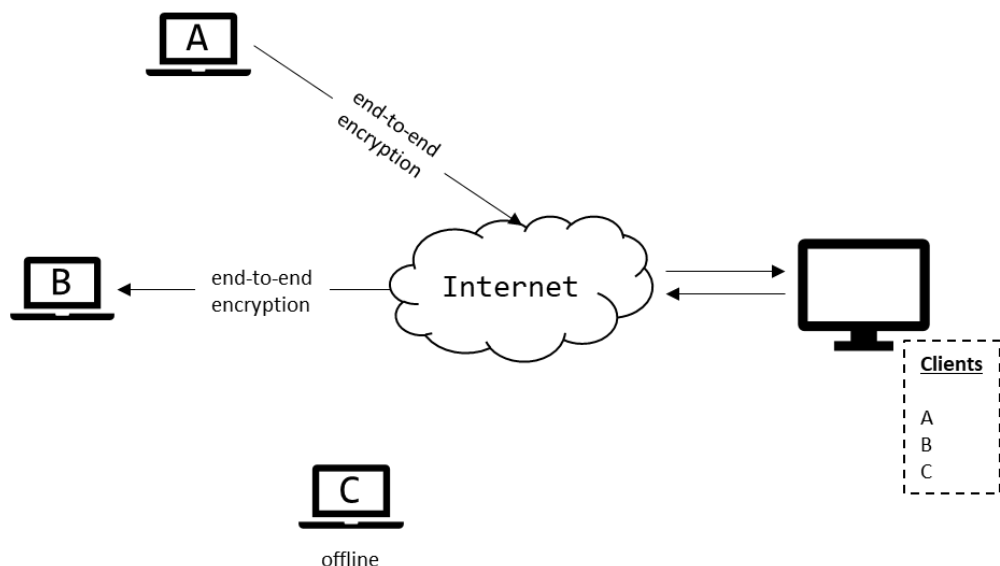 A
end-to-end
encryption
B
end-to-end
encryption
Internet
Clients
A
B
C
C
offline